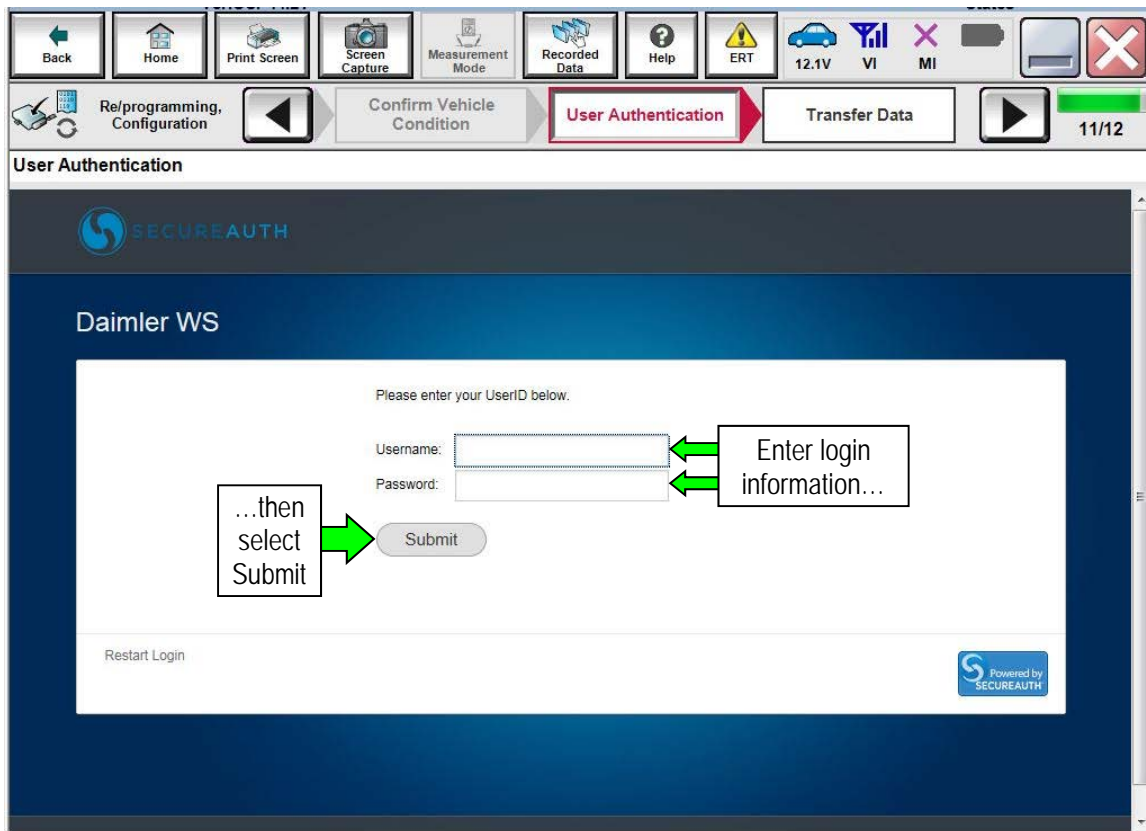 Back
Home
Print Screen
Screen
Capture
Measurement
Mode
Recorded
Data
Help
ERT
12.1V
VI
MI
Re/programming,
Configuration
Confirm Vehicle
Condition
User Authentication
Transfer Data
11/12
User Authentication
SECUREAUTH
Daimler WS
Please enter your UserID below.
Username:
Password:
Enter login
information…
…then
select
Submit
Submit
Restart Login
Powered by
SECUREAUTH